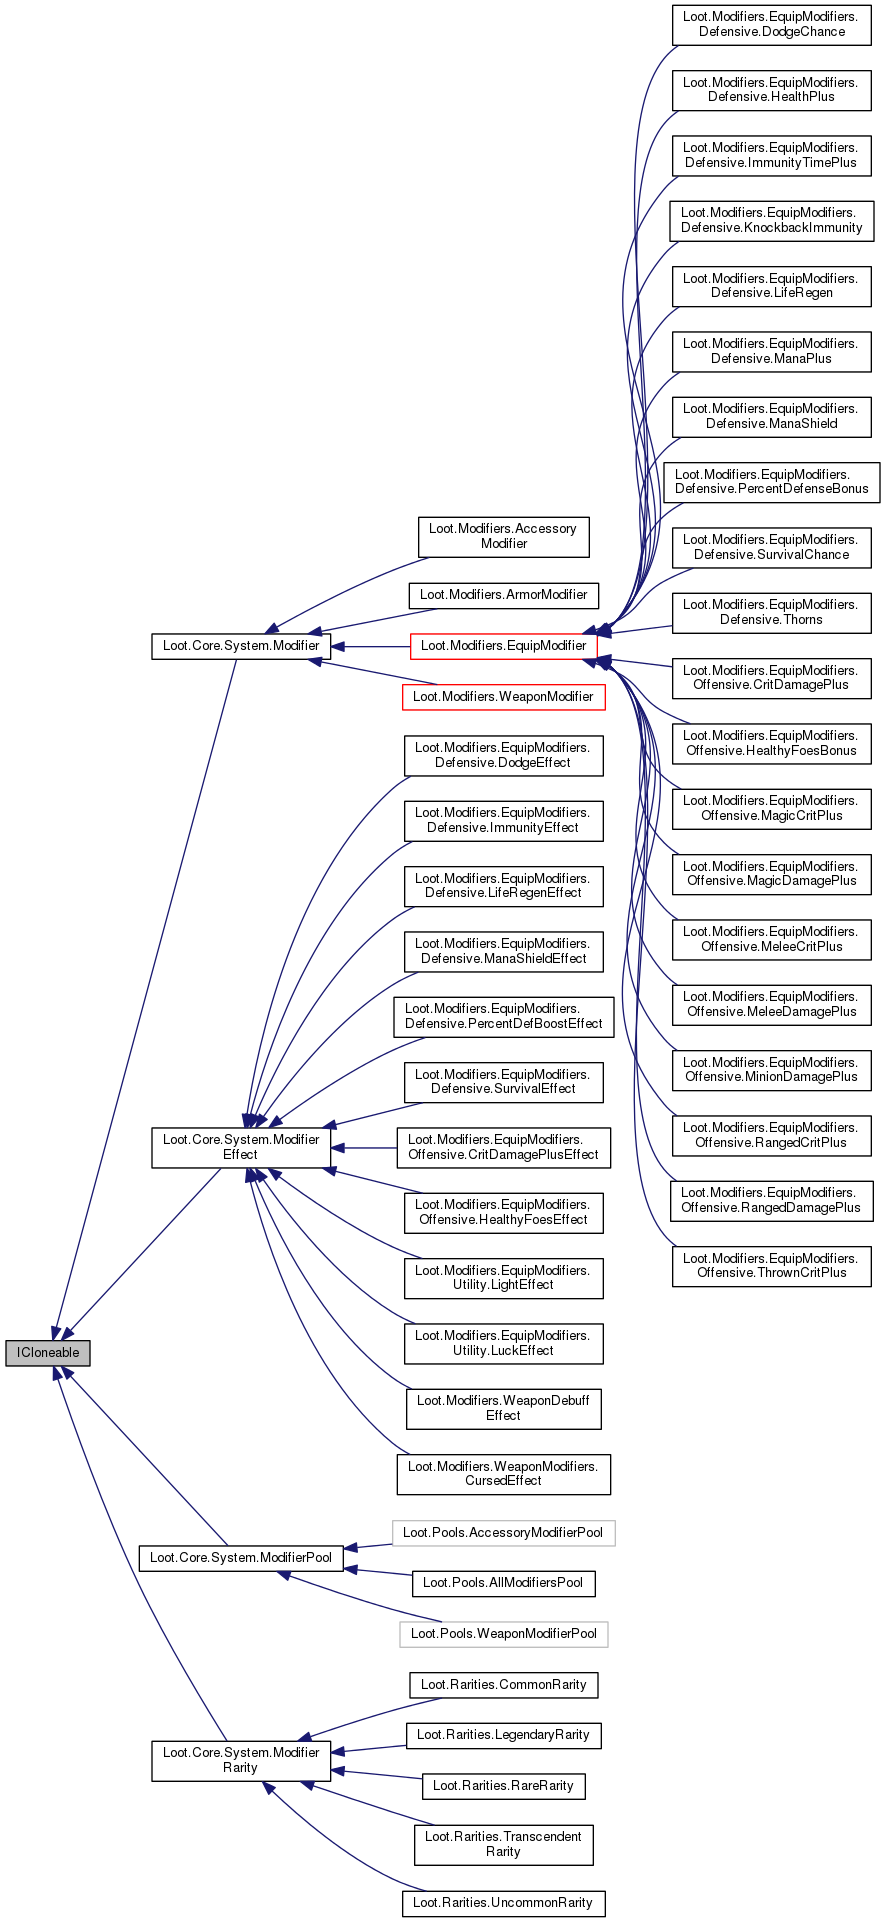 Loot.Modifiers.EquipModifiers.
Defensive.DodgeChance
Loot.Modifiers.EquipModifiers.
Defensive.HealthPlus
Loot.Modifiers.EquipModifiers.
Defensive.ImmunityTimePlus
Loot.Modifiers.EquipModifiers.
Defensive.KnockbackImmunity
Loot.Modifiers.EquipModifiers.
Defensive.LifeRegen
Loot.Modifiers.EquipModifiers.
Defensive.ManaPlus
Loot.Modifiers.EquipModifiers.
Defensive.ManaShield
Loot.Modifiers.EquipModifiers.
Defensive.PercentDefenseBonus
Loot.Modifiers.Accessory
Modifier
Loot.Modifiers.EquipModifiers.
Defensive.SurvivalChance
Loot.Modifiers.ArmorModifier
Loot.Modifiers.EquipModifiers.
Defensive.Thorns
Loot.Core.System.Modifier
Loot.Modifiers.EquipModifier
Loot.Modifiers.EquipModifiers.
Offensive.CritDamagePlus
Loot.Modifiers.WeaponModifier
Loot.Modifiers.EquipModifiers.
Offensive.HealthyFoesBonus
Loot.Modifiers.EquipModifiers.
Defensive.DodgeEffect
Loot.Modifiers.EquipModifiers.
Offensive.MagicCritPlus
Loot.Modifiers.EquipModifiers.
Defensive.ImmunityEffect
Loot.Modifiers.EquipModifiers.
Offensive.MagicDamagePlus
Loot.Modifiers.EquipModifiers.
Defensive.LifeRegenEffect
Loot.Modifiers.EquipModifiers.
Offensive.MeleeCritPlus
Loot.Modifiers.EquipModifiers.
Defensive.ManaShieldEffect
Loot.Modifiers.EquipModifiers.
Offensive.MeleeDamagePlus
Loot.Modifiers.EquipModifiers.
Defensive.PercentDefBoostEffect
Loot.Modifiers.EquipModifiers.
Offensive.MinionDamagePlus
Loot.Modifiers.EquipModifiers.
Defensive.SurvivalEffect
Loot.Modifiers.EquipModifiers.
Offensive.RangedCritPlus
Loot.Core.System.Modifier
Effect
Loot.Modifiers.EquipModifiers.
Offensive.CritDamagePlusEffect
Loot.Modifiers.EquipModifiers.
Offensive.RangedDamagePlus
Loot.Modifiers.EquipModifiers.
Offensive.HealthyFoesEffect
Loot.Modifiers.EquipModifiers.
Offensive.ThrownCritPlus
Loot.Modifiers.EquipModifiers.
Utility.LightEffect
Loot.Modifiers.EquipModifiers.
Utility.LuckEffect
ICloneable
Loot.Modifiers.WeaponDebuff
Effect
Loot.Modifiers.WeaponModifiers.
CursedEffect
Loot.Pools.AccessoryModifierPool
Loot.Core.System.ModifierPool
Loot.Pools.AllModifiersPool
Loot.Pools.WeaponModifierPool
Loot.Rarities.CommonRarity
Loot.Rarities.LegendaryRarity
Loot.Core.System.Modifier
Rarity
Loot.Rarities.RareRarity
Loot.Rarities.Transcendent
Rarity
Loot.Rarities.UncommonRarity